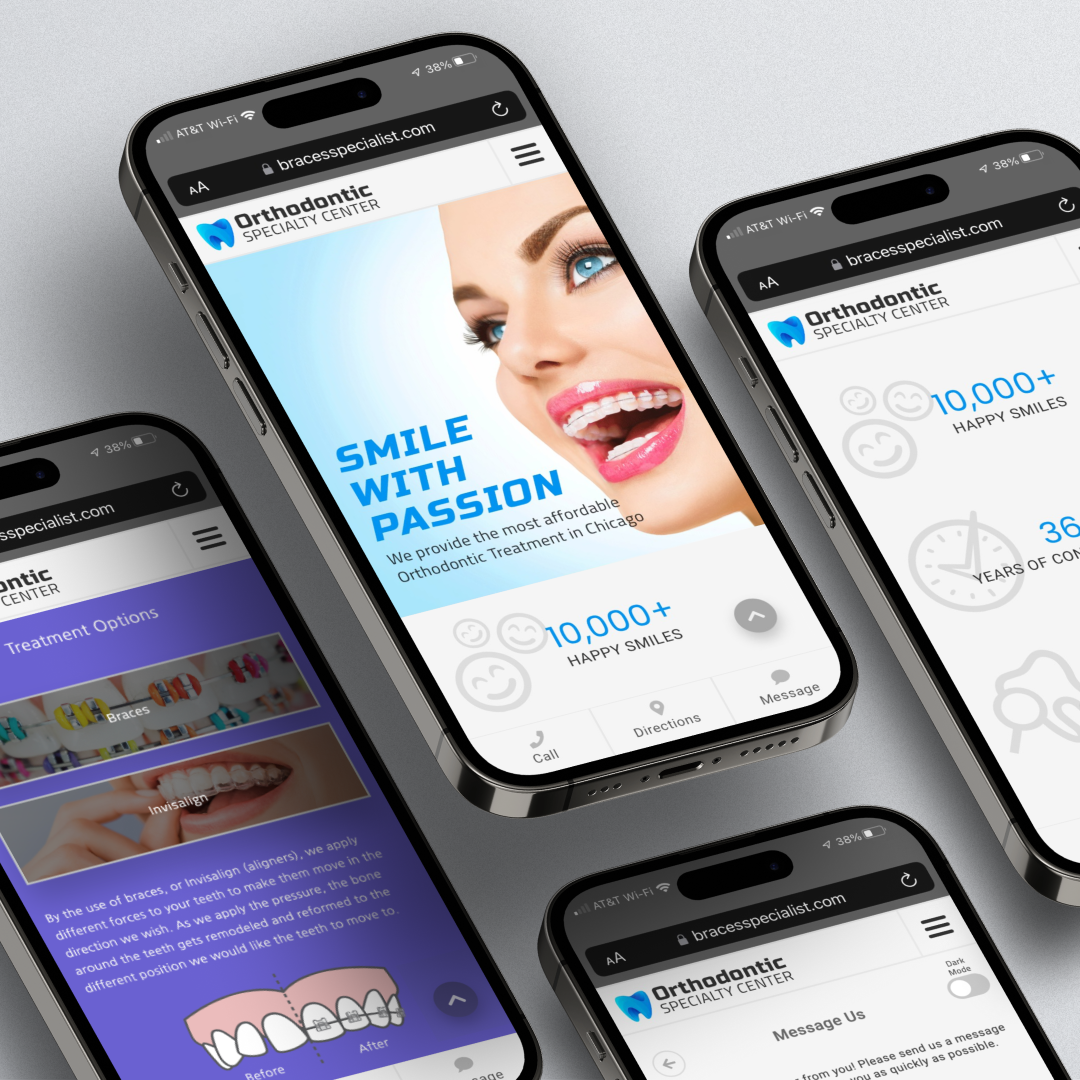 AT&T Wi-Fi
38%
AA
bracesspecialist.com
Orthodontic
SPECIALTY CENTER
SMILE
WITH
PASSION
We provide the most affordable
Orthodontic Treatment in Chicago
10,000+
HAPPY SMILES
Call
Directions
Message
AT&T Wi-Fi
38%
AA
bracesspecialist.com
Orthodontic
SPECIALTY CENTER
10,000+
HAPPY SMILES
36
YEARS OF CON
38%
sspecialist.com
dontic
CENTER
Treatment Options
Braces
Invisalign
By the use of braces, or Invisalign (aligners), we apply
different forces to your teeth to make them move in the
direction we wish. As we apply the pressure, the bone
around the teeth gets remodeled and reformed to the
different position we would like the teeth to move to.
Before
After
sage
AT&T Wi-Fi
38%
AA
bracesspecialist.com
Orthodontic
SPECIALTY CENTER
Dark
Mode
Message Us
from you! Please send us a message
you as quickly as possible.